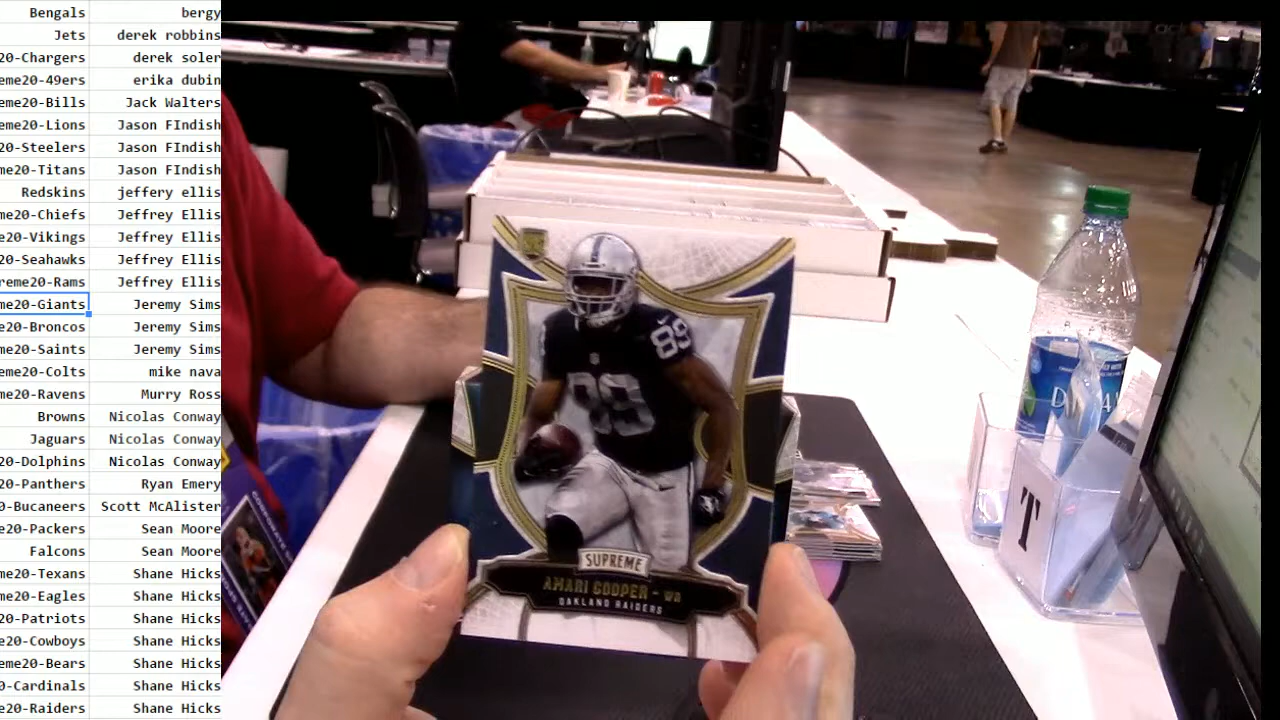 Bengals bergy
Jets derek robbins
20-Chargers derek soler
eme20-49ers erika dubin
eme20-Bills Jack Walters
eme20-Lions Jason FIndish
0-Steelers Jason FIndish
e20-Titans Jason FIndish
Redskins jeffery ellis
me20-Chiefs Jeffrey Ellis
e20-Vikings Jeffrey Ellis
20-Seahawks Jeffrey Ellis
reme20-Rams Jeffrey Ellis
me20-Giants Jeremy Sims
e20-Broncos Jeremy Sims
me20-Saints Jeremy Sims
me20-Colts mike nava
me20-Ravens Murry Ross
Browns Nicolas Conway
Jaguars Nicolas Conway
20-Dolphins Nicolas Conway
20-Panthers Ryan Emery
0-Bucaneers Scott McAlister
e20-Packers Sean Moore
Falcons Sean Moore
me20-Texans Shane Hicks
me20-Eagles Shane Hicks
20-Patriots Shane Hicks
e20-Cowboys Shane Hicks
eme20-Bears Shane Hicks
0-Cardinals Shane Hicks
e20-Raiders Shane Hicks
RC
89
89
SUPREME
AMARI COOPER - WR
OAKLAND RAIDERS
T